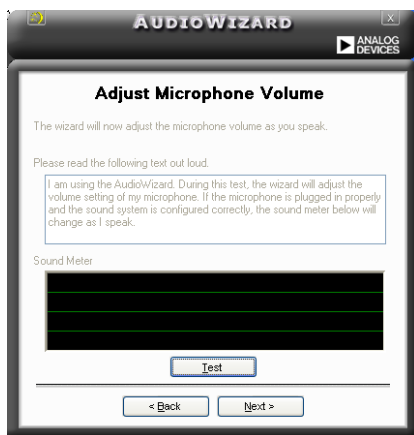 AUDIOWIZARD
X
ANALOG
DEVICES
Adjust Microphone Volume
The wizard will now adjust the microphone volume as you speak.
Please read the following text out loud.
I am using the AudioWizard. During this test, the wizard will adjust the
volume setting of my microphone. If the microphone is plugged in properly
and the sound system is configured correctly, the sound meter below will
change as I speak.
Sound Meter
Test
< Back Next >